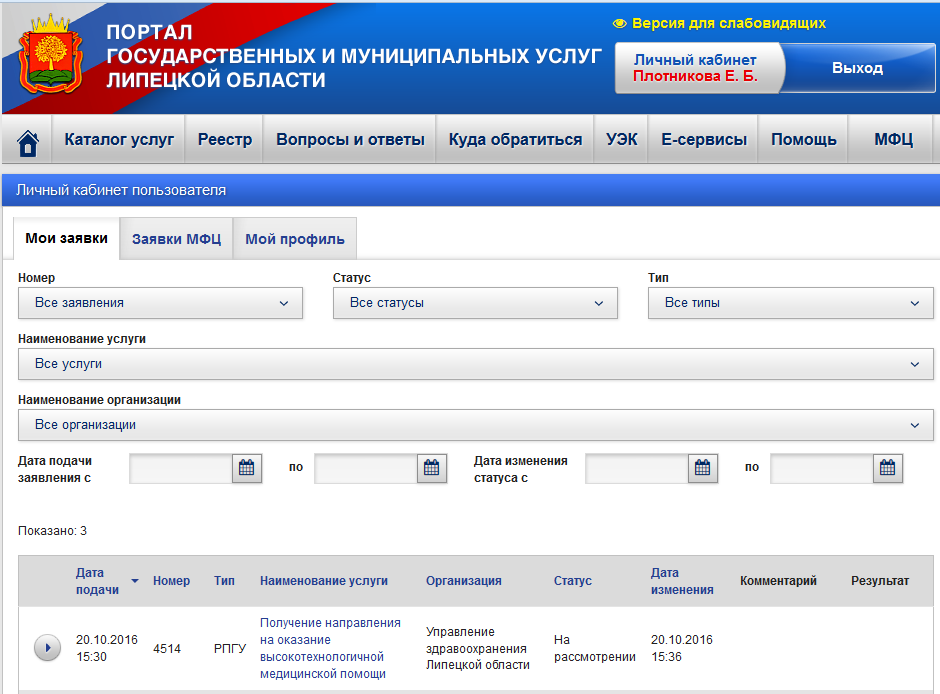 ПОРТАЛ
ГОСУДАРСТВЕННЫХ И МУНИЦИПАЛЬНЫХ УСЛУГ
ЛИПЕЦКОЙ ОБЛАСТИ
Версия для слабовидящих
Личный кабинет
Плотникова Е. Б.
Выход
Каталог услуг Реестр Вопросы и ответы Куда обратиться УЭК Е-сервисы Помощь МФЦ
Личный кабинет пользователя
Мои заявки Заявки МФЦ Мой профиль
Номер Статус Тип
Все заявления Все статусы Все типы
Наименование услуги
Все услуги
Наименование организации
Все организации
Дата подачи
заявления с
по
Дата изменения
статуса с
по
Показано: 3
Дата
подачи
Номер
Тип
Наименование услуги
Организация
Статус
Дата
изменения
Комментарий
Результат
20.10.2016
15:30
4514
РПГУ
Получение направления
на оказание
высокотехнологичной
медицинской помощи
Управление
здравоохранения
Липецкой области
На
рассмотрении
20.10.2016
15:36